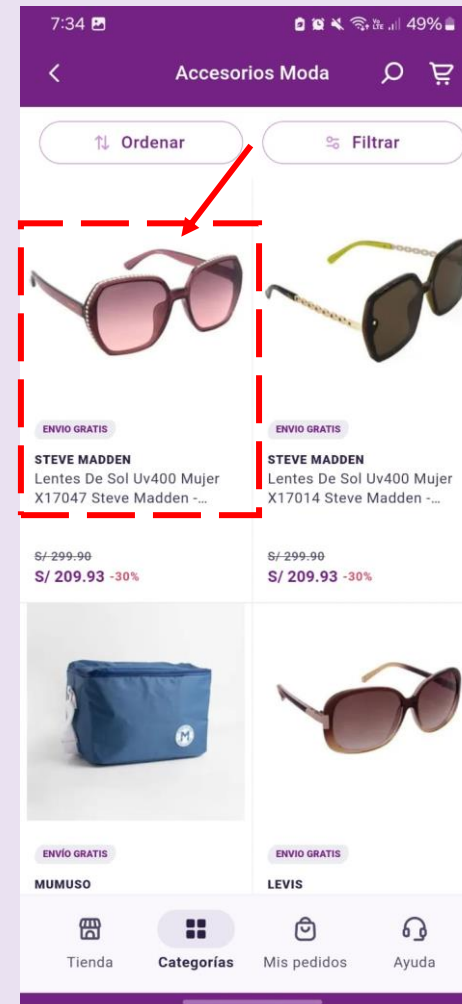 7:34 49%
Accesorios Moda
Ordenar Filtrar
ENVIO GRATIS
STEVE MADDEN
Lentes De Sol Uv400 Mujer
X17047 Steve Madden -...
S/ 299.90
S/ 209.93 -30%
ENVIO GRATIS
STEVE MADDEN
Lentes De Sol Uv400 Mujer
X17014 Steve Madden -...
S/ 299.90
S/ 209.93 -30%
M
ENVÍO GRATIS
MUMUSO
ENVIO GRATIS
LEVIS
Tienda Categorías Mis pedidos Ayuda